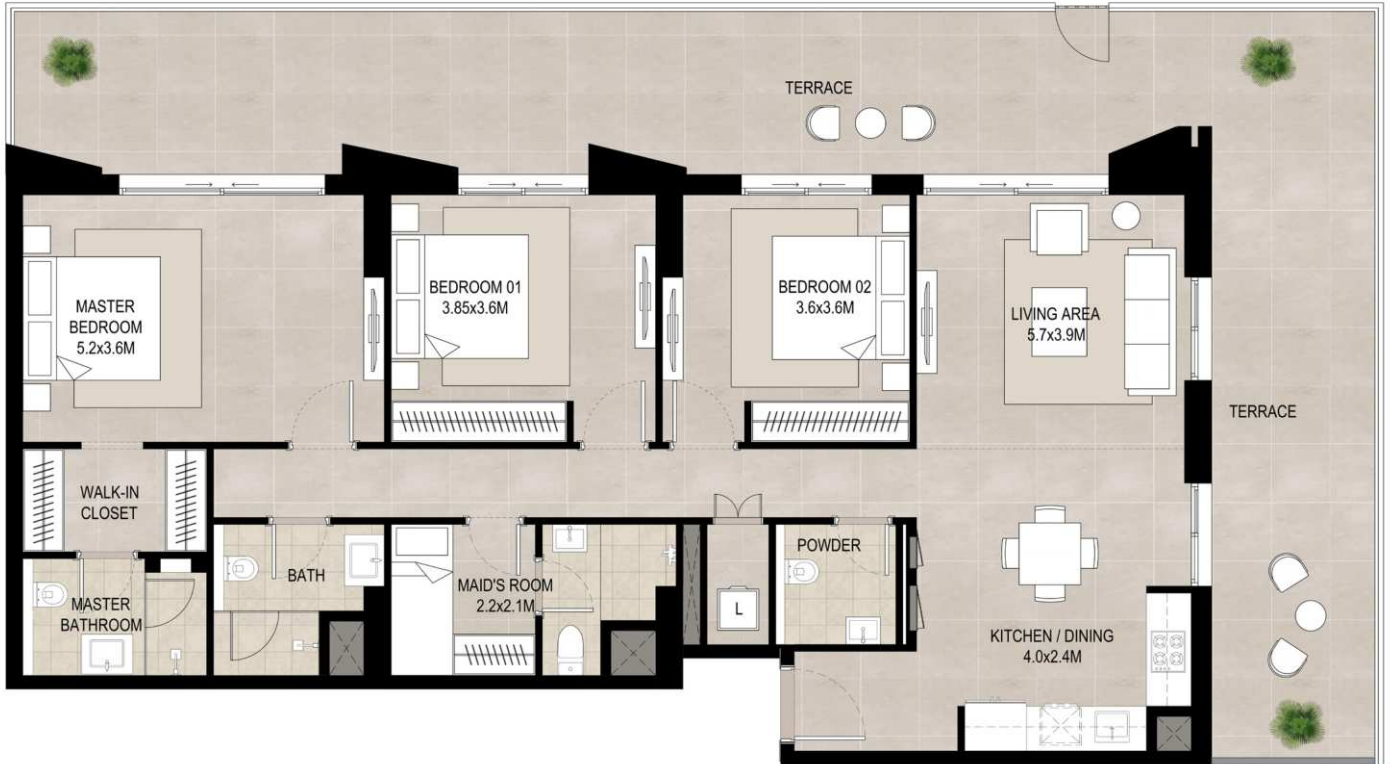 TERRACE
MASTER
BEDROOM
5.2x3.6M
BEDROOM 01
3.85x3.6M
BEDROOM 02
3.6x3.6M
LIVING AREA
5.7x3.9M
TERRACE
WALK-IN
CLOSET
MASTER
BATHROOM
BATH
MAID'S ROOM
2.2x2.1M
L
POWDER
KITCHEN / DINING
4.0x2.4M